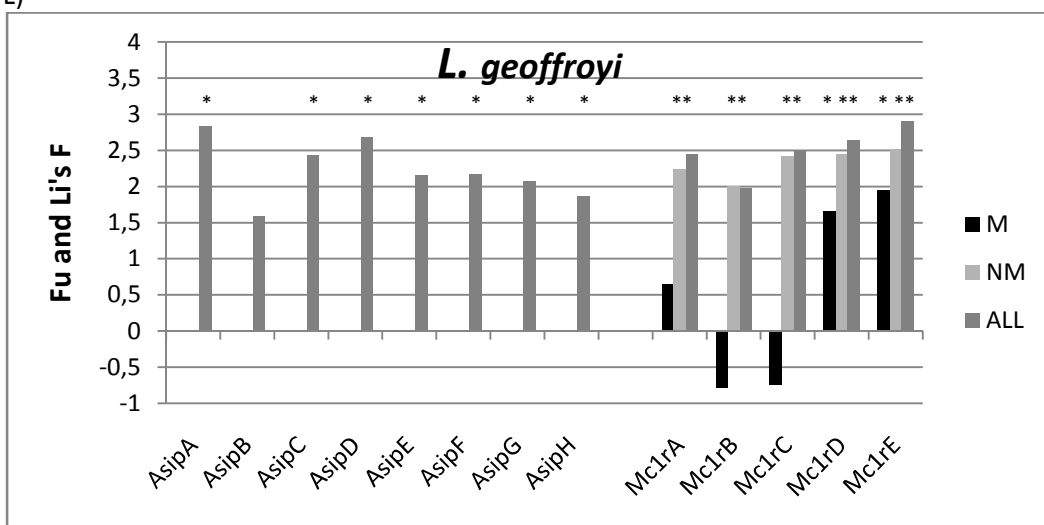 E)
L. geoffroyi
Fu and Li's F
4
3,5
3
2,5
2
1,5
1
0,5
0
-0,5
-1
* * * * * * * ** ** ** * ** * **
AsipA
AsipB
AsipC
AsipD
AsipE
AsipF
AsipG
AsipH
Mc1rA
Mc1rB
Mc1rC
Mc1rD
Mc1rE
M
NM
ALL